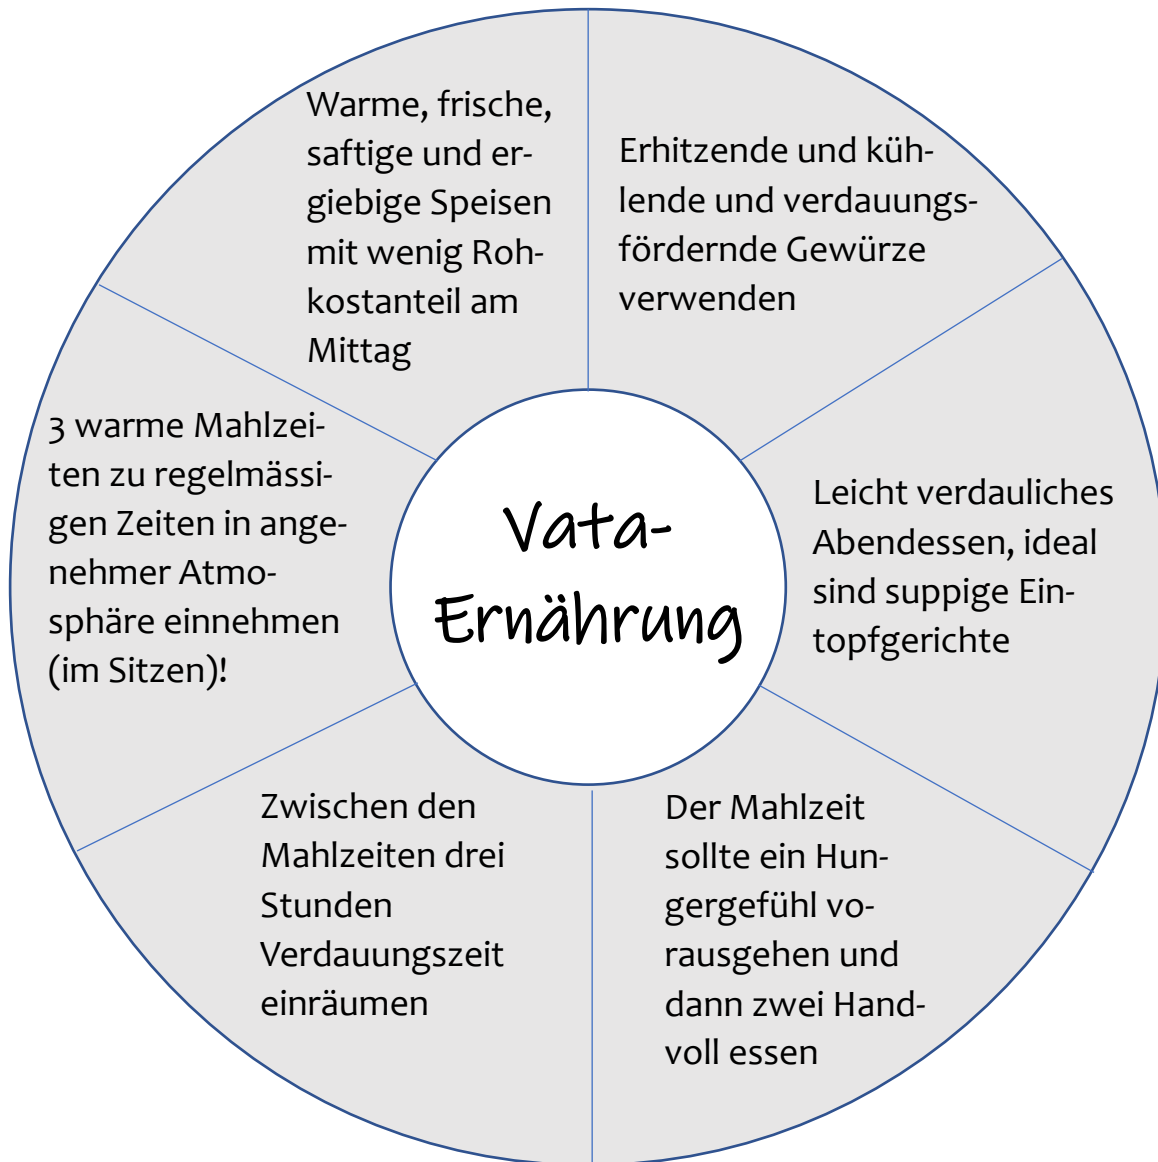 Warme, frische,
saftige und er-
giebige Speisen
mit wenig Roh-
kostanteil am
Mittag
Erhitzende und küh-
lende und verdauungs-
fördernde Gewürze
verwenden
3 warme Mahlzei-
ten zu regelmässi-
gen Zeiten in ange-
nehmer Atmo-
sphäre einnehmen
(im Sitzen)!
Vata-
Ernährung
Leicht verdauliches
Abendessen, ideal
sind suppige Ein-
topfgerichte
Zwischen den
Mahlzeiten drei
Stunden
Verdauungszeit
einräumen
Der Mahlzeit
sollte ein Hun-
gergefühl vo-
rausgehen und
dann zwei Hand-
voll essen